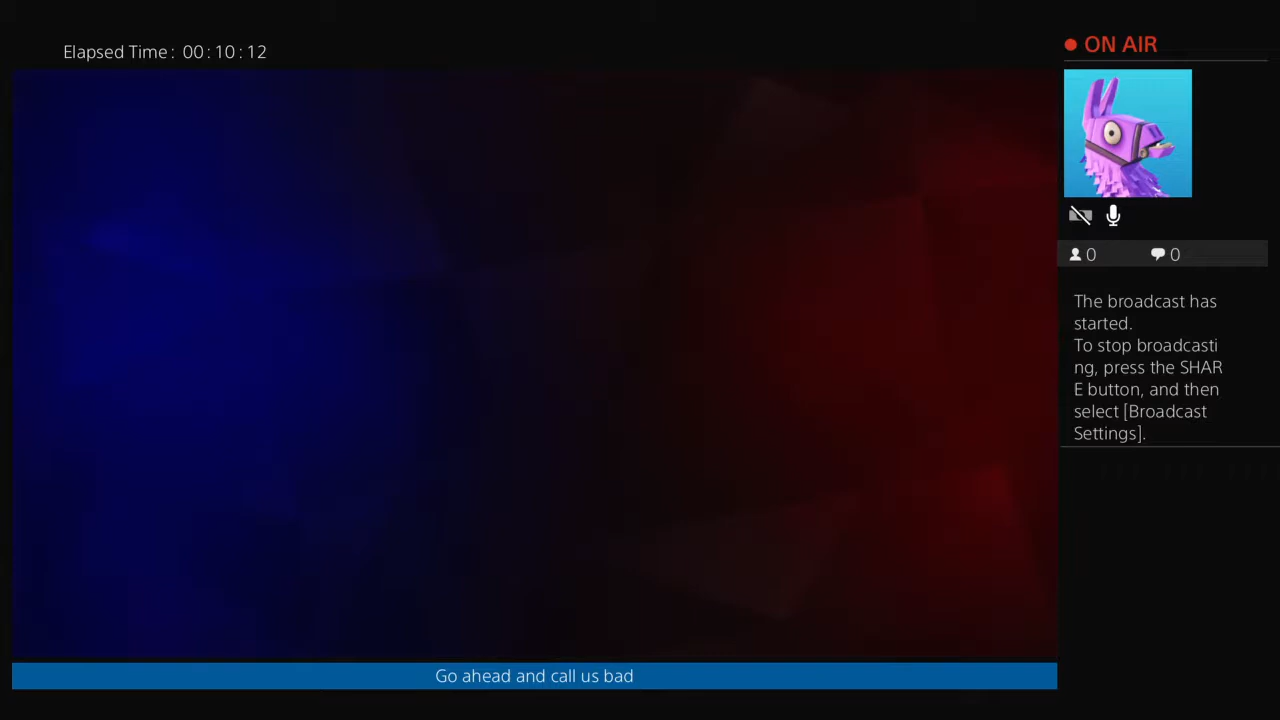 Elapsed Time: 00:10:12
ON AIR
0 0
The broadcast has
started.
To stop broadcasti
ng, press the SHAR
E button, and then
select [Broadcast
Settings].
Go ahead and call us bad